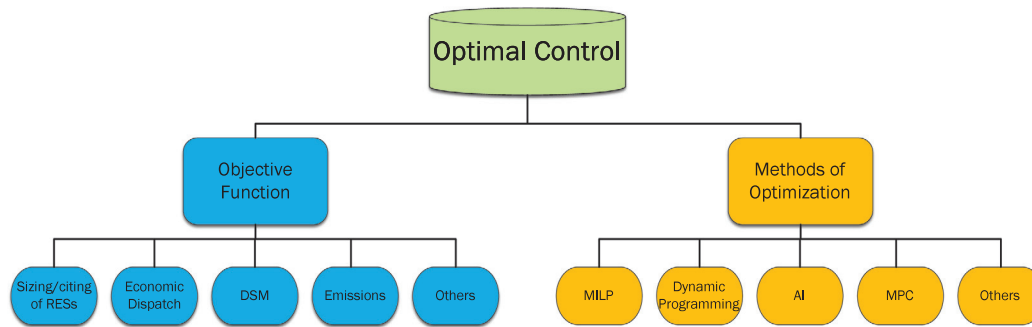 Optimal Control
Objective
Function
Methods of
Optimization
Sizing/citing
of RESs
Economic
Dispatch
DSM
Emissions
Others
MILP
Dynamic
Programming
AI
MPC
Others